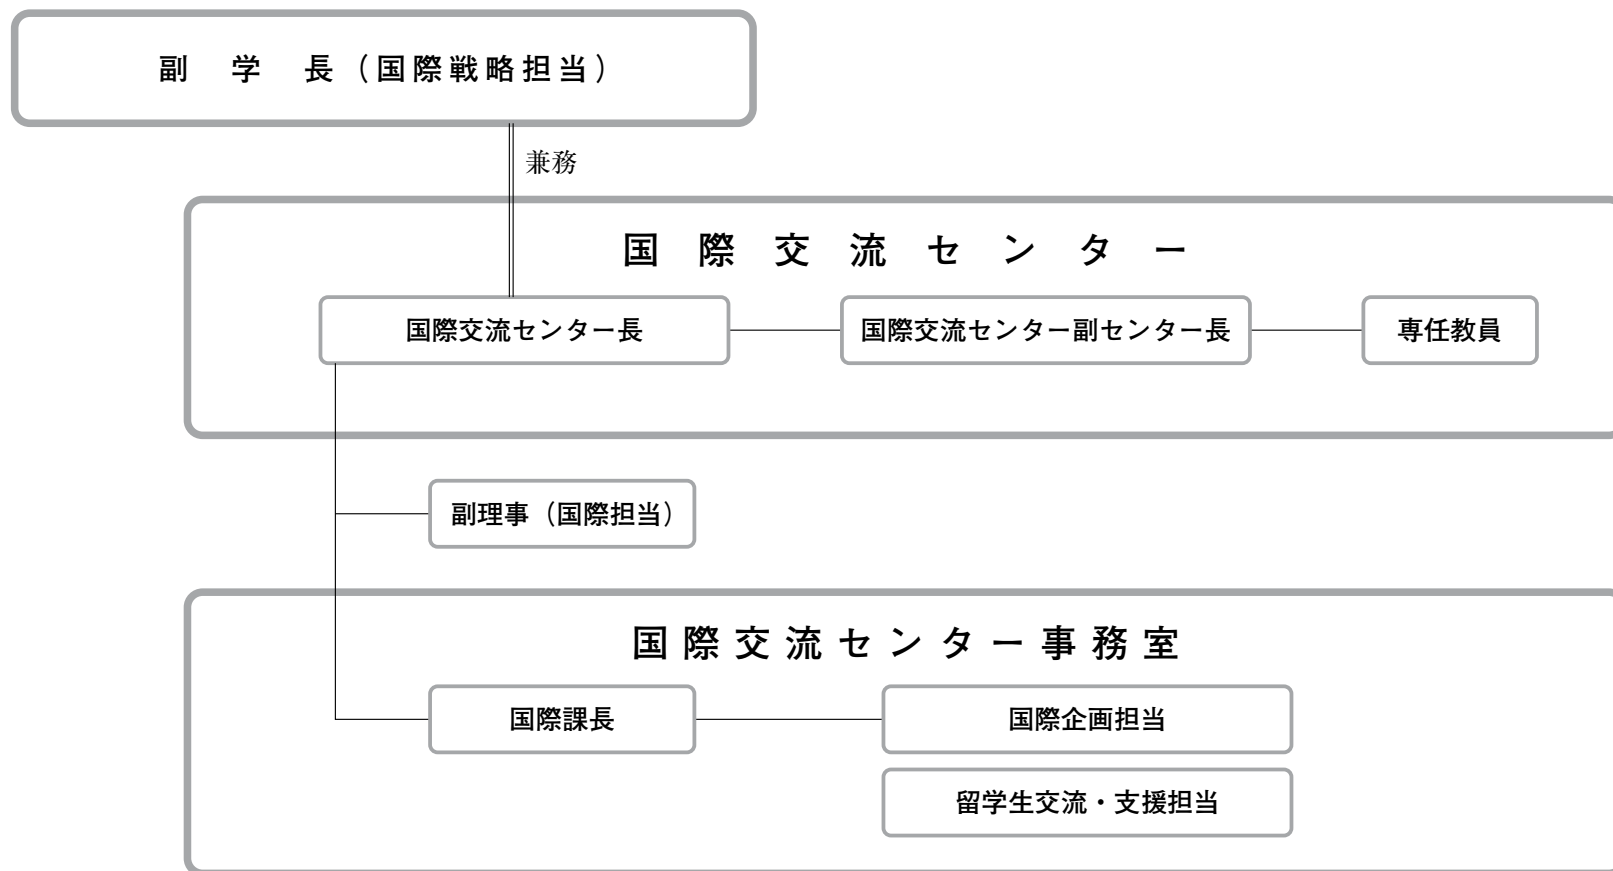 副　学　長（国際戦略担当）
兼務
国際交流センター
国際交流センター長
国際交流センター副センター長
専任教員
副理事（国際担当）
国際交流センター事務室
国際課長
国際企画担当
留学生交流・支援担当